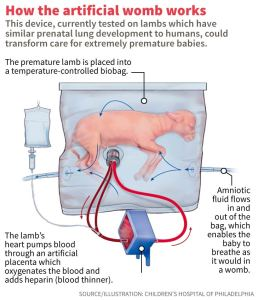 How the artificial womb works
This device, currently tested on lambs which have
similar prenatal lung development to humans, could
transform care for extremely premature babies.
The premature lamb is placed into
a temperature-controlled biobag.
Amniotic
fluid flows
in and
out of the
bag, which
enables the
baby to
breathe as
it would in
a womb.
The lamb's
heart pumps blood
through an artificial
placenta which
oxygenates the blood and
adds heparin (blood thinner).
SOURCE/ILLUSTRATION: CHILDREN'S HOSPITAL OF PHILADELPHIA